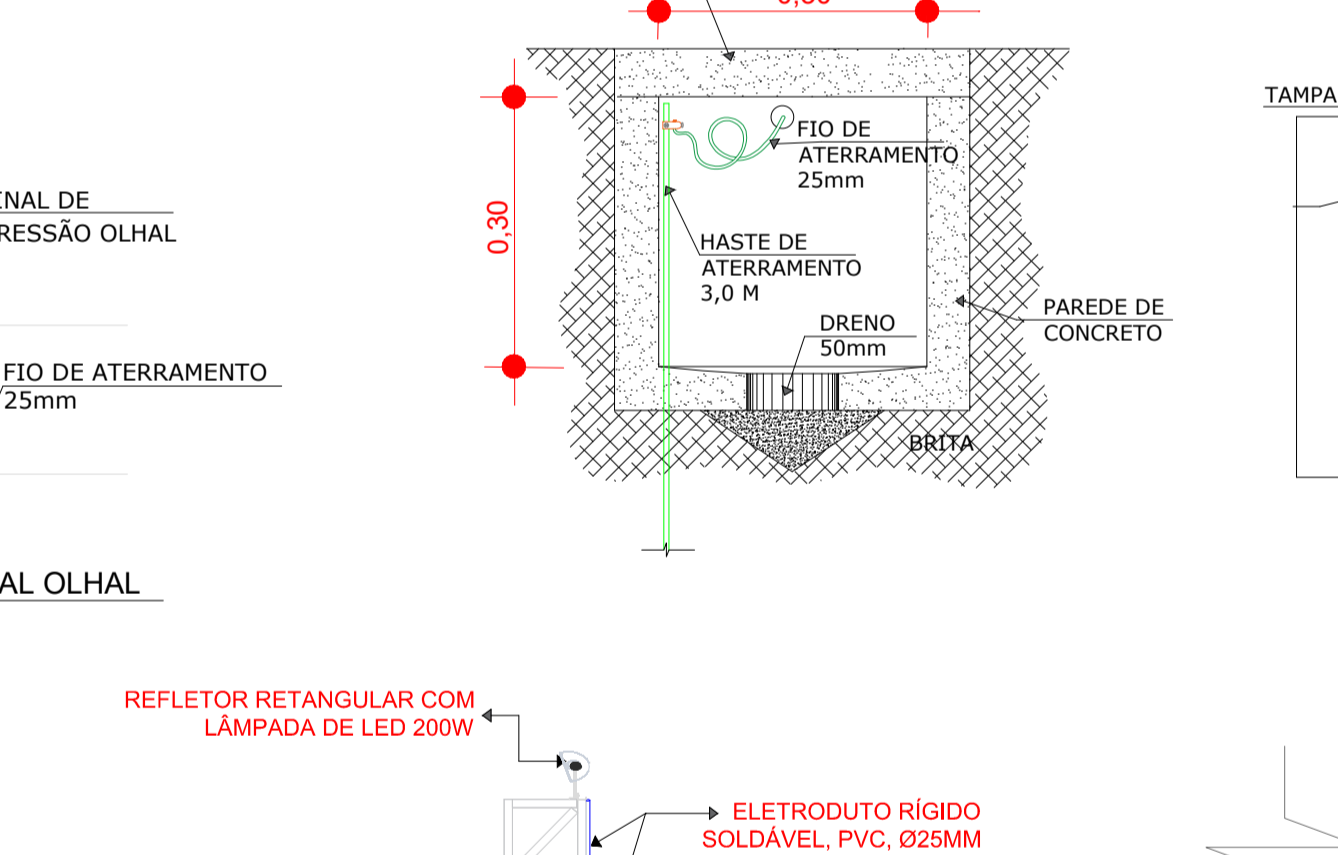 FIO DE
ATERRAMENTO
25mm
0,30
HASTE DE
ATERRAMENTO
3,0 M
DRENO
50mm
PAREDE DE
CONCRETO
BRITA
TAMPA
DE
RESSÃO OLHAL
FIO DE ATERRAMENTO
25mm
OLHAL
REFLETOR RETANGULAR COM
LÂMPADA DE LED 200W
ELETRODUTO RÍGIDO
SOLDÁVEL, PVC, Ø25MM